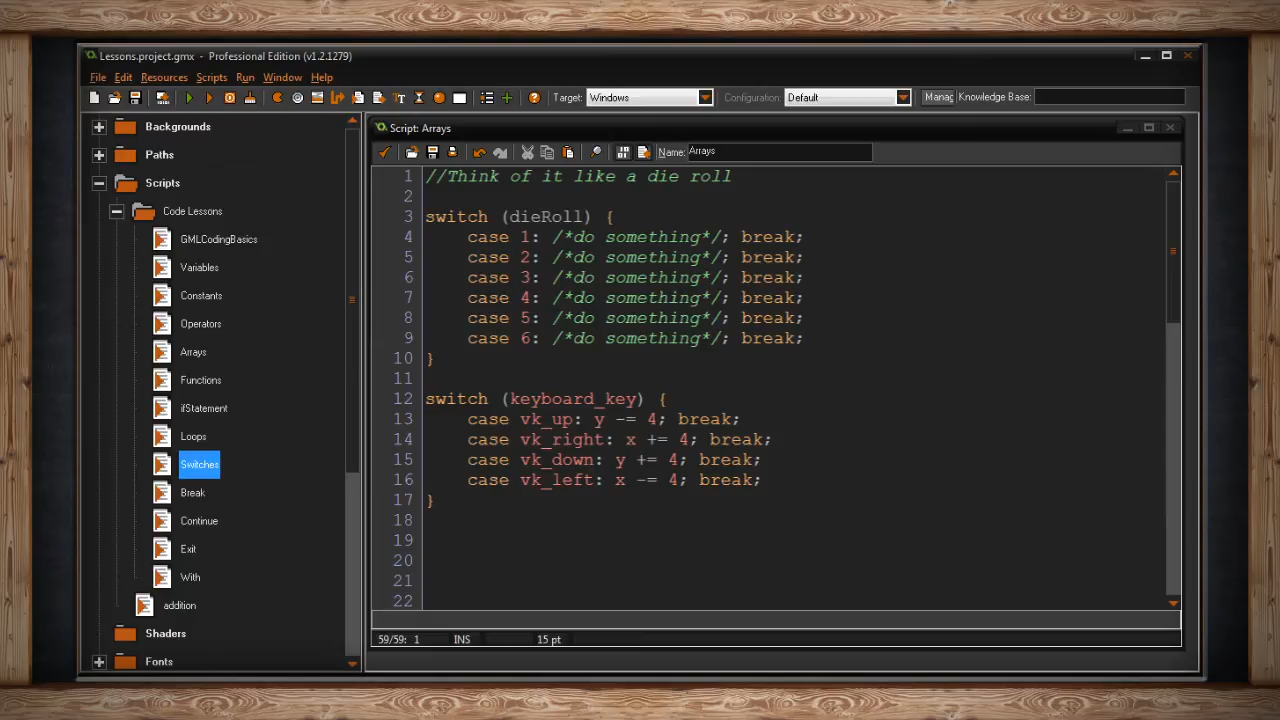 Lessons.project.gmx - Professional Edition (v1.2.1279)
File Edit Resources Scripts Run Window Help
Target: Windows Configuration: Default Manag Knowledge Base:
Backgrounds
Paths
Scripts
Code Lessons
GMLCodingBasics
Variables
Constants
Operators
Arrays
Functions
ifStatement
Loops
Switches
Break
Continue
Exit
With
addition
Shaders
Fonts
Script: Arrays
Name: Arrays
1 //Think of it like a die roll
2
3 switch (dieRoll) {
4 case 1: /*do something*/; break;
5 case 2: /*do something*/; break;
6 case 3: /*do something*/; break;
7 case 4: /*do something*/; break;
8 case 5: /*do something*/; break;
9 case 6: /*do something*/; break;
10 }
11
12 switch (keyboard_key) {
13 case vk_up: y -= 4; break;
14 case vk_right: x += 4; break;
15 case vk_down: y += 4; break;
16 case vk_left: x -= 4; break;
17 }
18
19
20
21
22
59/59: 1 INS 15 pt